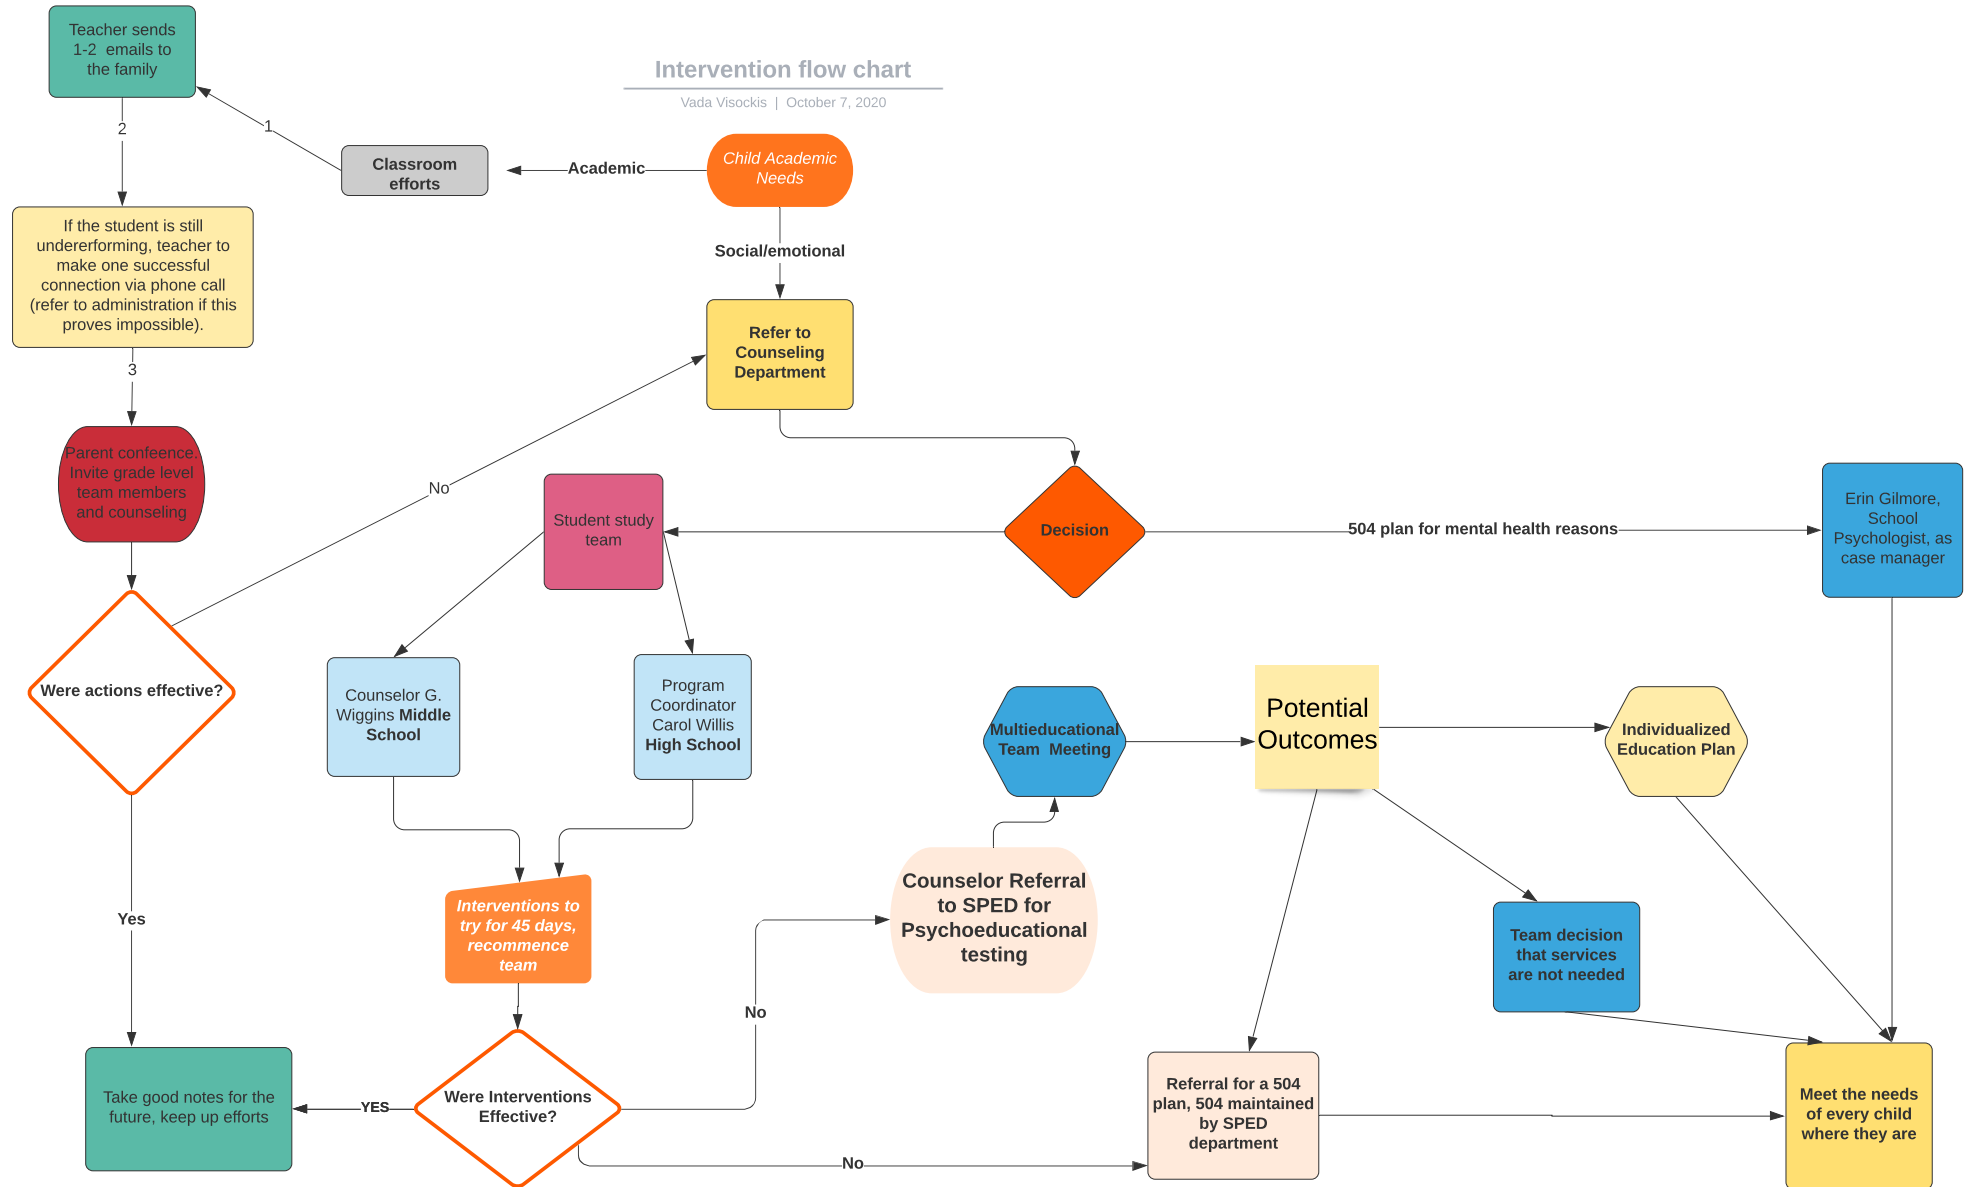 Teacher sends
1-2  emails to
the family
Intervention flow chart
Vada Visockis  |  October 7, 2020
2
1
Classroom
efforts
Academic
Child Academic
Needs
If the student is still
undererforming, teacher to
make one successful
connection via phone call
(refer to administration if this
proves impossible).
Social/emotional
Refer to
Counseling
Department
3
Parent confeence.
Invite grade level
team members
and counseling
No
Student study
team
Decision
504 plan for mental health reasons
Erin Gilmore,
School
Psychologist, as
case manager
Were actions effective?
Counselor G.
Wiggins Middle
School
Program
Coordinator
Carol Willis
High School
Multieducational
Team  Meeting
Potential
Outcomes
Individualized
Education Plan
Yes
Interventions to
try for 45 days,
recommence
team
Counselor Referral
to SPED for
Psychoeducational
testing
Team decision
that services
are not needed
No
Take good notes for the
future, keep up efforts
YES
Were Interventions
Effective?
No
Referral for a 504
plan, 504 maintained
by SPED
department
Meet the needs
of every child
where they are